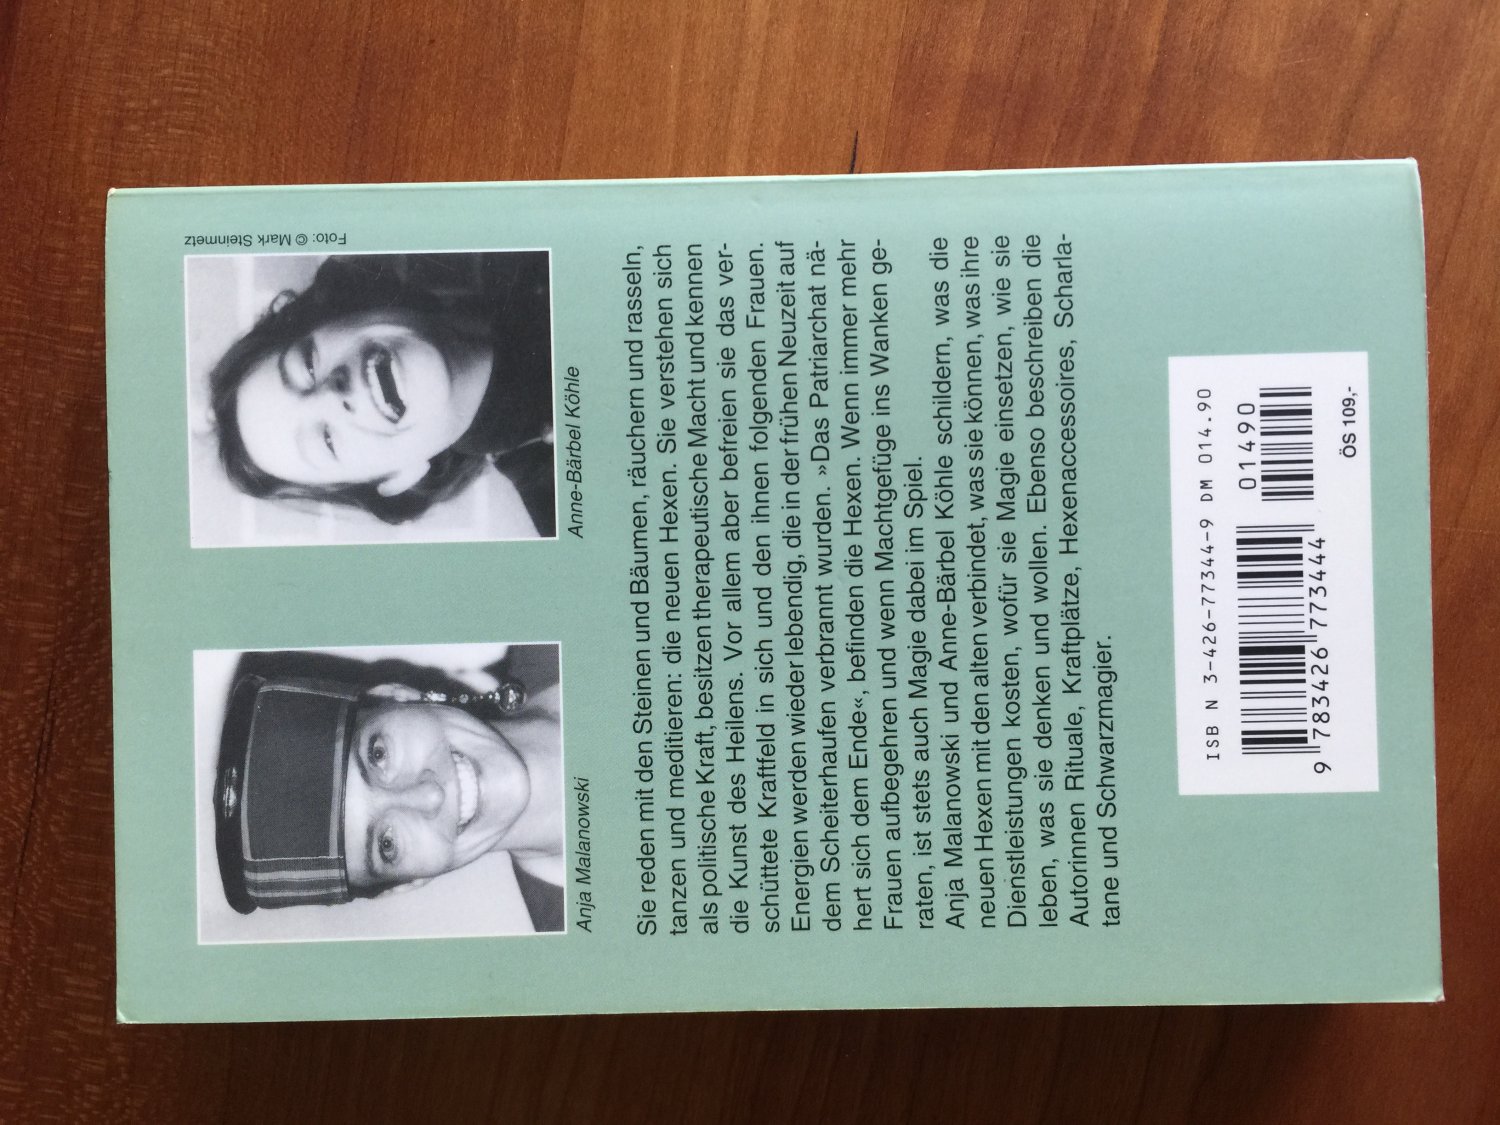 Foto: © Mark Steinmetz
Anja Malanowski
Anne-Bärbel Köhle
Sie reden mit den Steinen und Bäumen, räuchern und rasseln,
tanzen und meditieren: die neuen Hexen. Sie verstehen sich
als politische Kraft, besitzen therapeutische Macht und kennen
die Kunst des Heilens. Vor allem aber befreien sie das ver-
schüttete Kraftfeld in sich und den ihnen folgenden Frauen.
Energien werden wieder lebendig, die in der frühen Neuzeit auf
dem Scheiterhaufen verbrannt wurden. »Das Patriarchat nä-
hert sich dem Ende«, befinden die Hexen. Wenn immer mehr
Frauen aufbegehren und wenn Machtgefüge ins Wanken ge-
raten, ist stets auch Magie dabei im Spiel.
Anja Malanowski und Anne-Bärbel Köhle schildern, was die
neuen Hexen mit den alten verbindet, was sie können, was ihre
Dienstleistungen kosten, wofür sie Magie einsetzen, wie sie
leben, was sie denken und wollen. Ebenso beschreiben die
Autorinnen Rituale, Kraftplätze, Hexenaccessoires, Scharla-
tane und Schwarzmagier.
ISBN 3-426-77344-9 DM 014.90
01490
9 783426 773444
ÖS 109,-